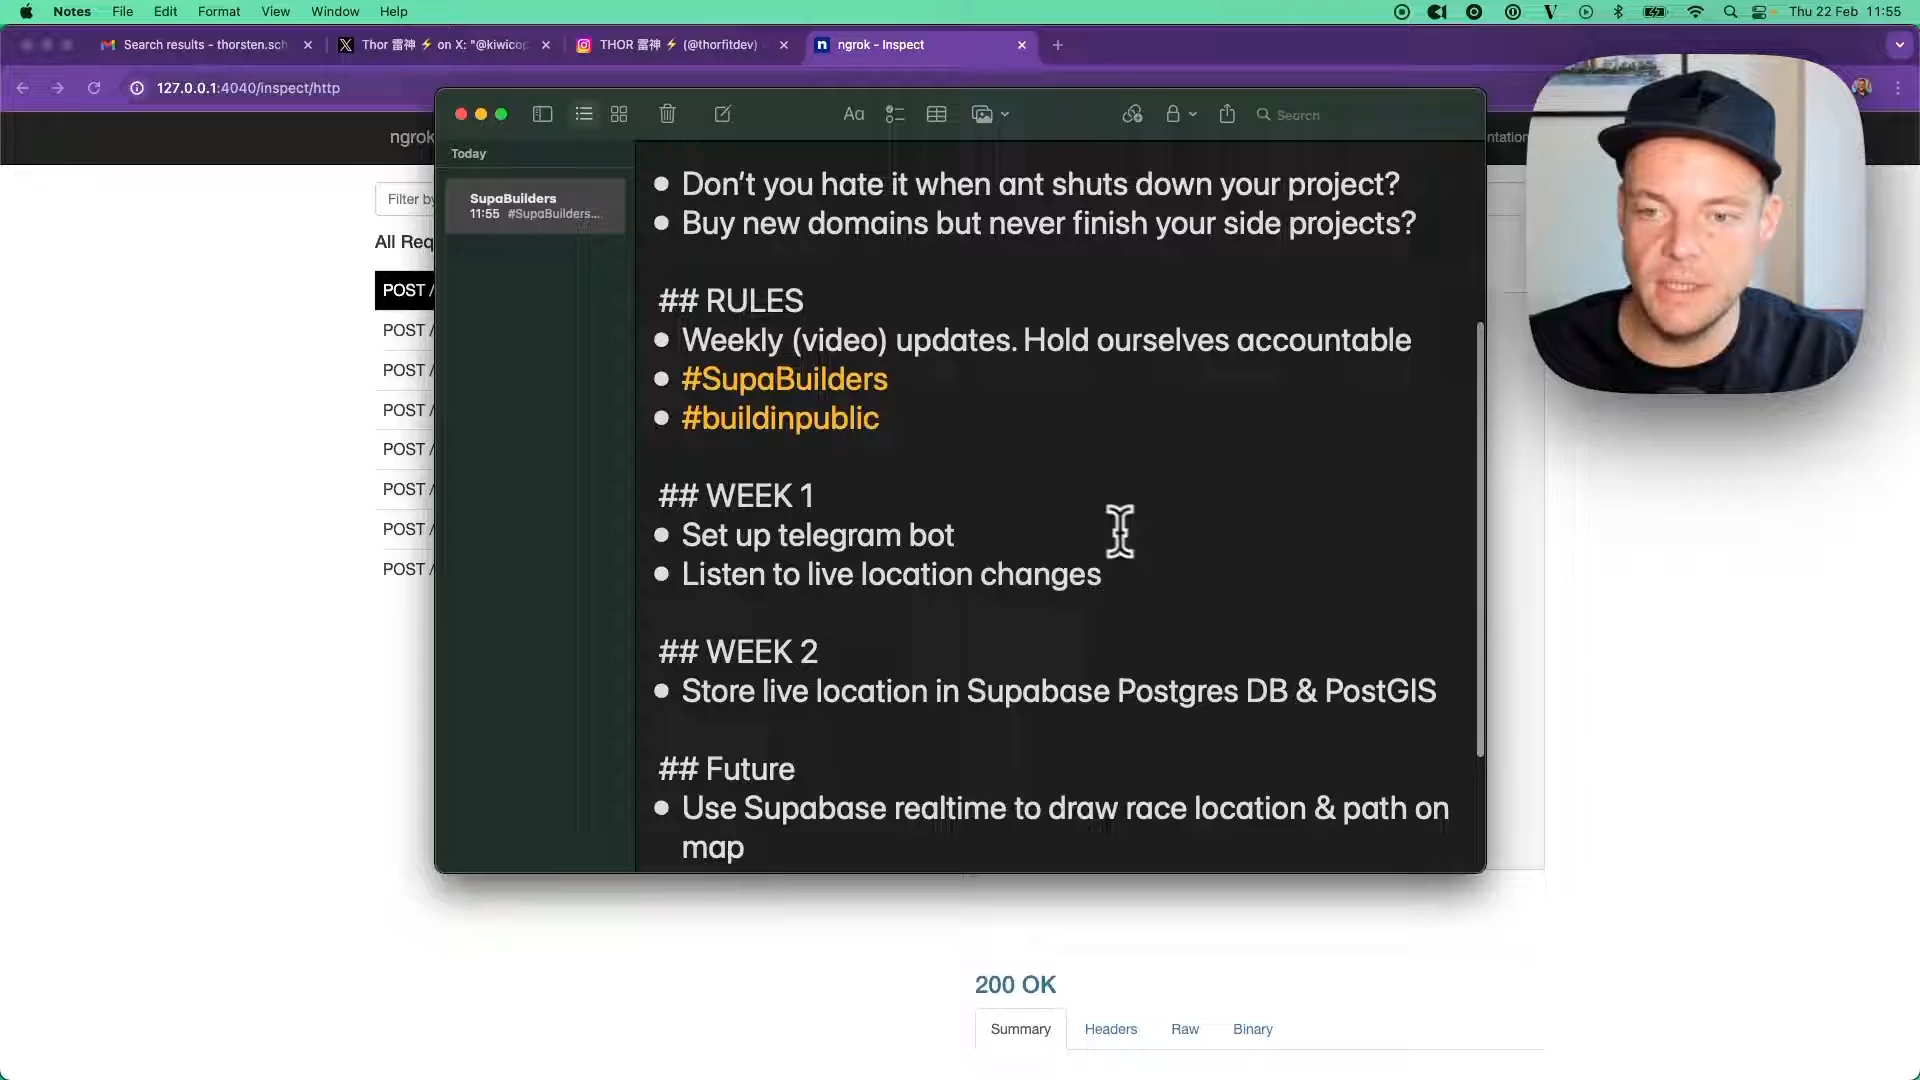 Notes File Edit Format View Window Help
Thu 22 Feb 11:55
Search results - thorsten.sch
Thor 雷神 ⚡ on X: "@kiwicop
THOR 雷神 ⚡ (@thorfitdev)
ngrok - Inspect
127.0.0.1:4040/inspect/http
Aa
Search
ngrok
ntation
Today
SupaBuilders
11:55 #SupaBuilders....
Filter by
All Req
POST /
POST /
POST /
POST /
POST /
POST /
POST /
POST /
• Don't you hate it when ant shuts down your project?
• Buy new domains but never finish your side projects?
## RULES
• Weekly (video) updates. Hold ourselves accountable
• #SupaBuilders
• #buildinpublic
## WEEK 1
• Set up telegram bot
• Listen to live location changes
## WEEK 2
• Store live location in Supabase Postgres DB & PostGIS
## Future
• Use Supabase realtime to draw race location & path on
map
200 OK
Summary Headers Raw Binary